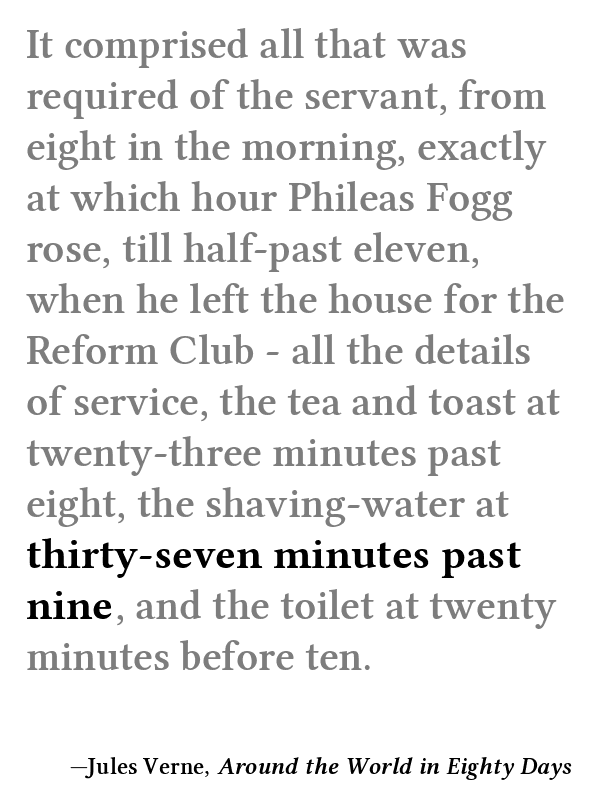 It comprised all that was
required of the servant, from
eight in the morning, exactly
at which hour Phileas Fogg
rose, till half-past eleven,
when he left the house for the
Reform Club - all the details
of service, the tea and toast at
twenty-three minutes past
eight, the shaving-water at
thirty-seven minutes past
nine, and the toilet at twenty
minutes before ten.
—Jules Verne, Around the World in Eighty Days